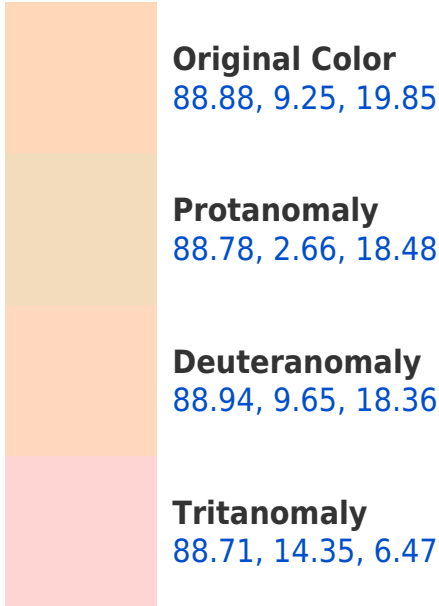 Original Color
88.88, 9.25, 19.85
Protanomaly
88.78, 2.66, 18.48
Deuteranomaly
88.94, 9.65, 18.36
Tritanomaly
88.71, 14.35, 6.47